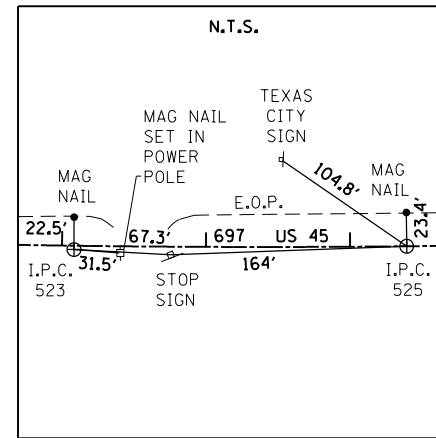 N.T.S.
MAG NAIL
SET IN
POWER
POLE
TEXAS
CITY
SIGN
104.8'
MAG
NAIL
MAG
NAIL
E.O.P.
23.4'
22.5'
67.3'
697
US 45
I.P.C.
523
31.5'
STOP
SIGN
164'
I.P.C.
525